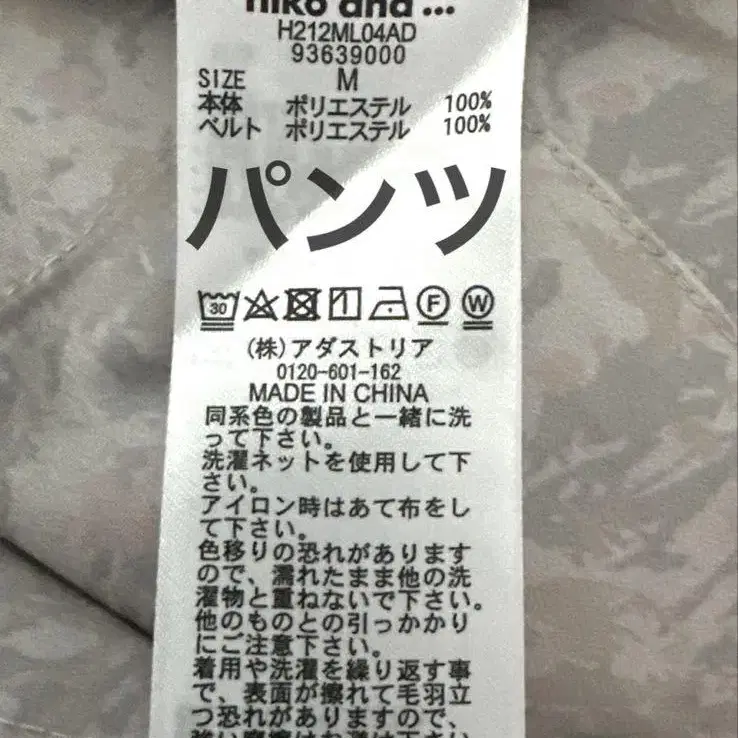 niko and ...
H212ML04AD
93639000
SIZE M
本体 ポリエステル 100%
ベルト ポリエステル 100%
パンツ
30 F W
(株)アダストリア
0120-601-162
MADE IN CHINA
同系色の製品と一緒に洗
って下さい。
洗濯ネットを使用して下
さい。
アイロン時はあて布をし
て下さい。
色移りの恐れがあります
ので、濡れたまま他の洗
濯物と重ねないで下さい。
他のものとの引っかかり
にご注意下さい。
着用や洗濯を繰り返す事
で、表面が擦れて毛羽立
つ恐れがありますので、